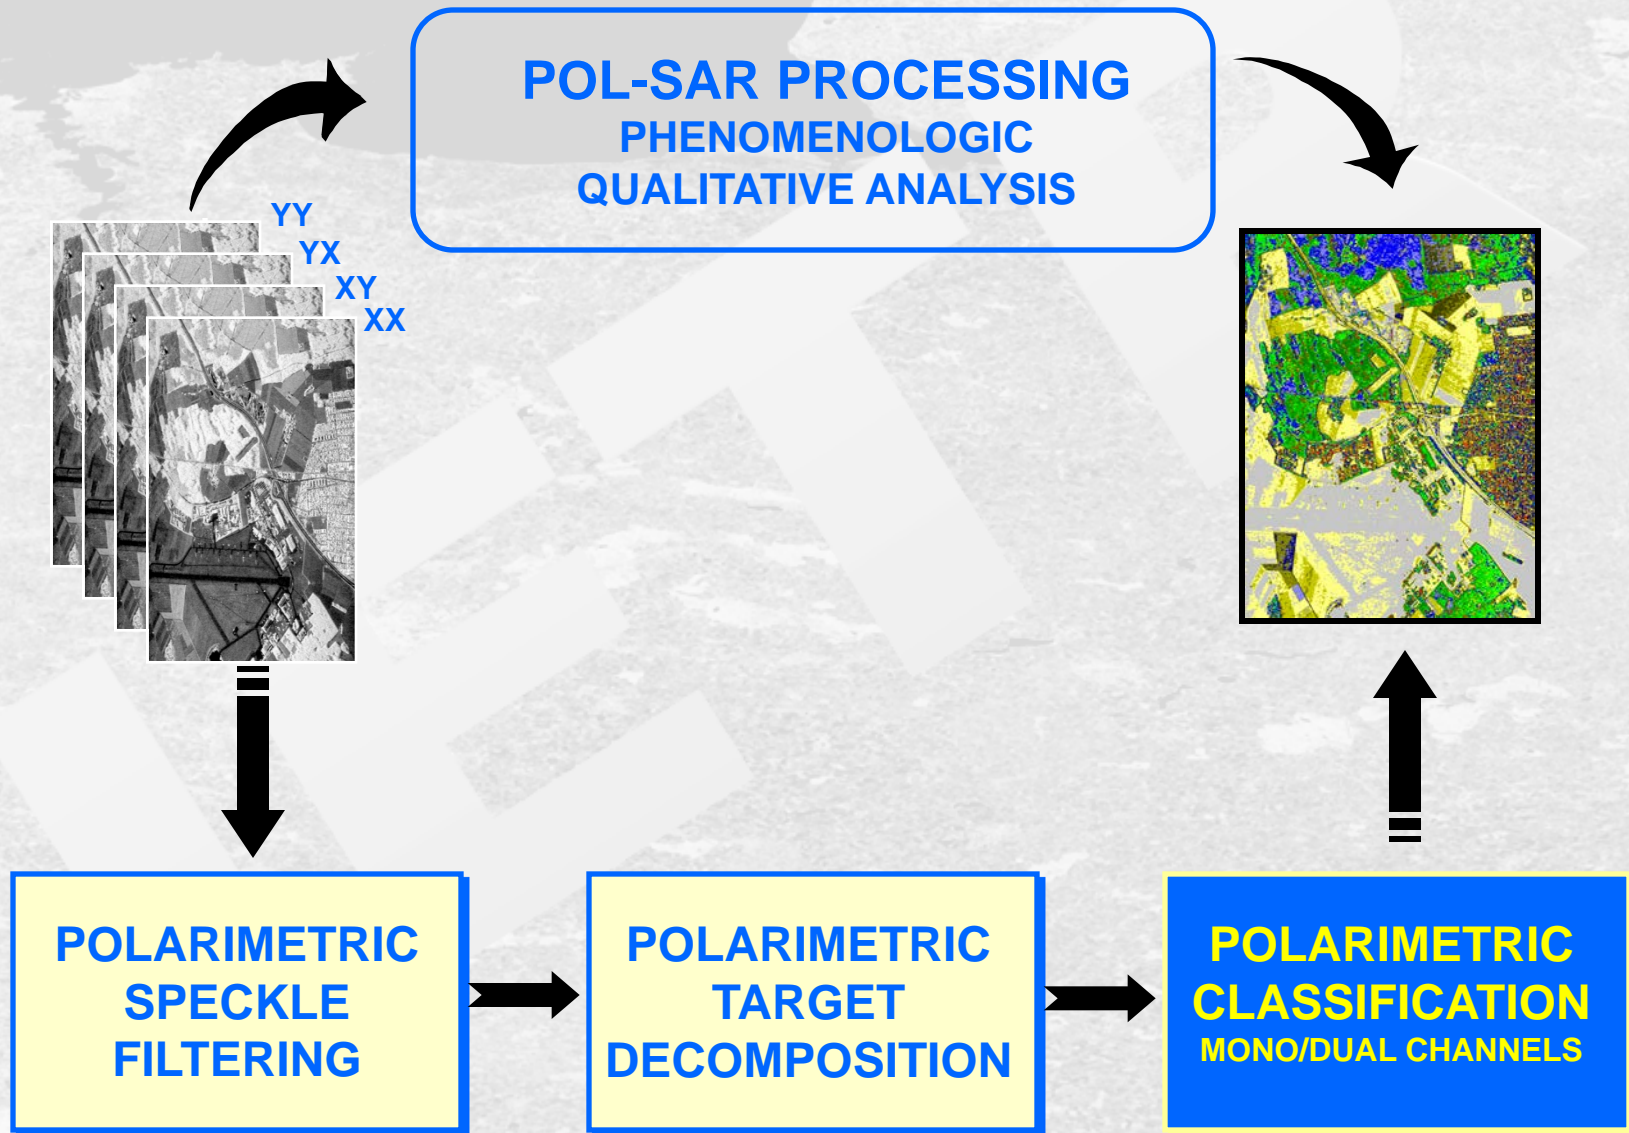 POL-SAR PROCESSING
PHENOMENOLOGIC
QUALITATIVE ANALYSIS
YY
YX
XY
XX
POLARIMETRIC
SPECKLE
FILTERING
POLARIMETRIC
TARGET
DECOMPOSITION
POLARIMETRIC
CLASSIFICATION
MONO/DUAL CHANNELS